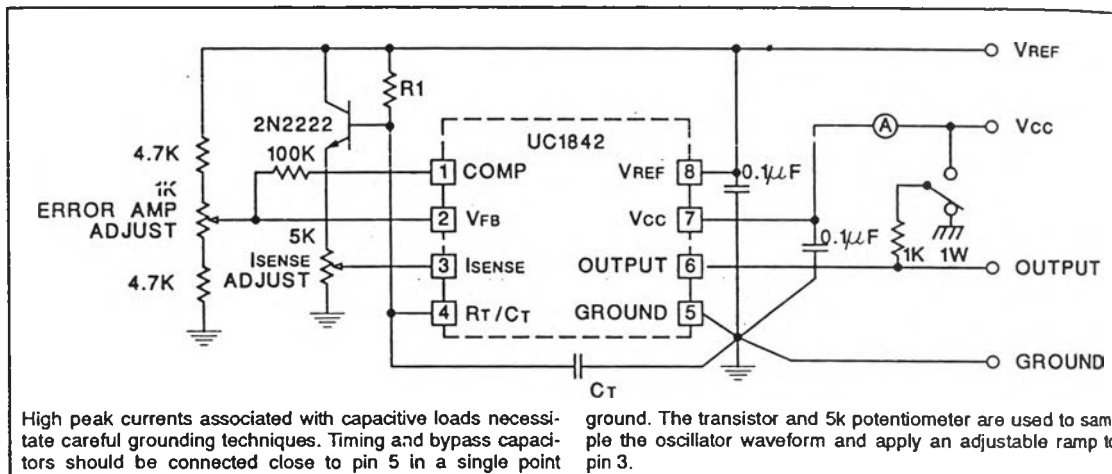 VREF
R1
2N2222
UC1842
A
VCC
4.7K
100K
1 COMP
VREF 8
0.1µF
1K
ERROR AMP
ADJUST
2 VFB
VCC 7
0.1µF
5K
ISENSE
ADJUST
3 ISENSE
OUTPUT 6
1K
1W
OUTPUT
4.7K
4 RT/CT
GROUND 5
GROUND
CT
High peak currents associated with capacitive loads necessi-
tate careful grounding techniques. Timing and bypass capaci-
tors should be connected close to pin 5 in a single point
ground. The transistor and 5k potentiometer are used to sam
ple the oscillator waveform and apply an adjustable ramp to
pin 3.